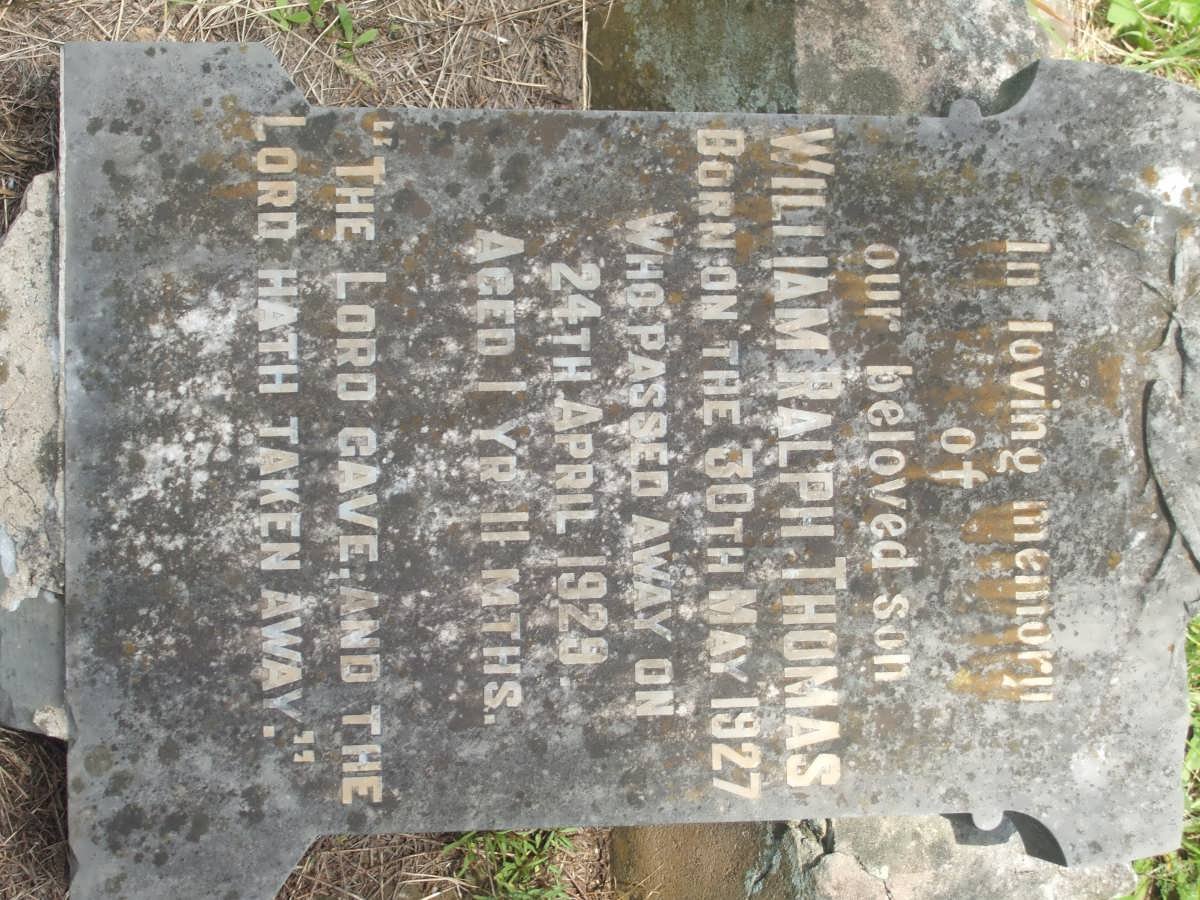 In loving memory
of
our beloved son
WILLIAM RALPH THOMAS
BORN ON THE 30TH MAY 1927
WHO PASSED AWAY ON
24TH APRIL 1929.
AGED 1 YR 11 MTHS.
"THE LORD GAVE, AND THE
LORD HATH TAKEN AWAY."